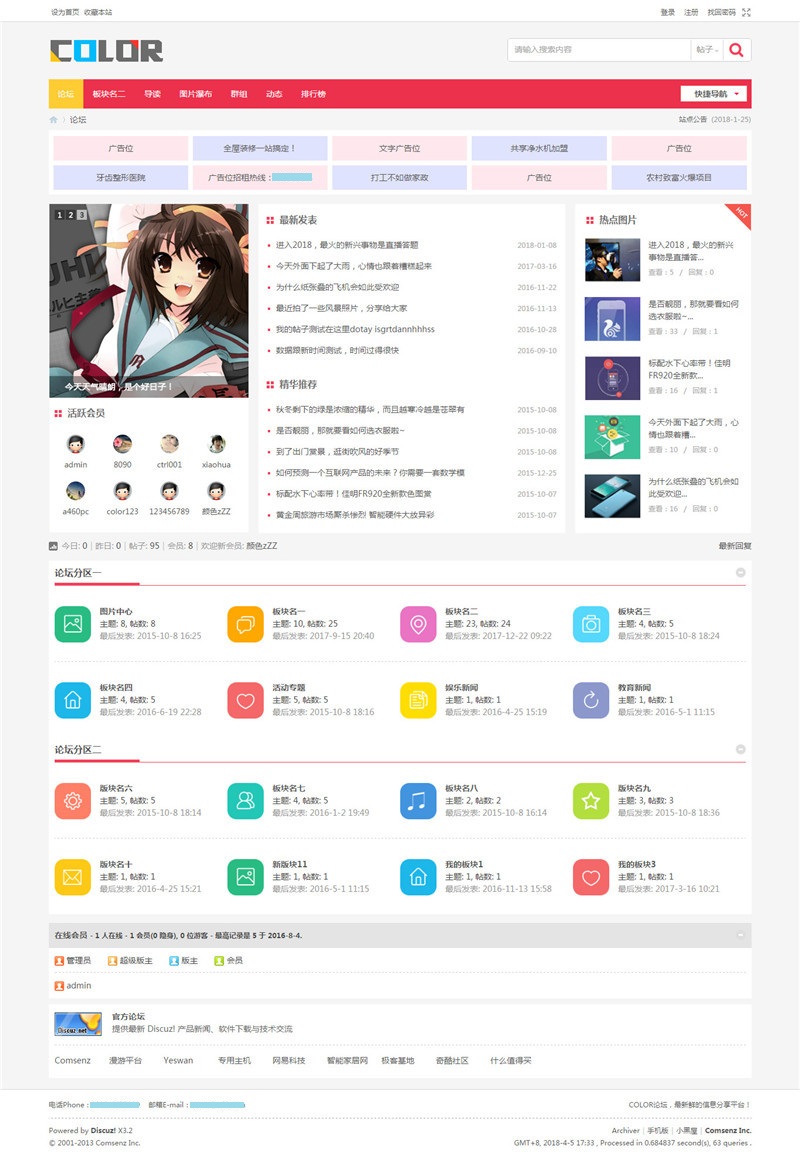 设为首页 收藏本站
登录 注册 找回密码
COLOR
请输入搜索内容 帖子
论坛 板块名二 导读 图片瀑布 群组 动态 排行榜 快捷导航
论坛
站点公告 (2018-1-25)
广告位 全屋装修一站搞定！ 文字广告位 共享净水机加盟 广告位
牙齿整形医院 广告位招租热线： 打工不如做家政 广告位 农村致富火爆项目
1 2 3
今天天气晴朗，是个好日子！
活跃会员
admin 8090 ctrl001 xiaohua
a460pc color123 123456789 颜色zZZ
最新发表
进入2018，最火的新兴事物是直播答题 2018-01-08
今天外面下起了大雨，心情也跟着糟糕起来 2017-03-16
为什么纸张叠的飞机会如此受欢迎 2016-11-22
最近拍了一些风景照片，分享给大家 2016-11-13
我的帖子测试在这里dotay isgrtdannhhhss 2016-10-28
数据跟新时间测试，时间过得很快 2016-09-10
精华推荐
秋冬剩下的绿是浓缩的精华，而且越寒冷越是苍翠有 2015-10-08
是否靓丽，那就要看如何选衣服啦~ 2015-10-08
到了出门赏景，逛街吹风的好季节 2015-10-08
如何预测一个互联网产品的未来？你需要一套数学模 2015-12-25
标配水下心率带！佳明FR920全新款色图赏 2015-10-07
黄金周旅游市场厮杀惨烈 智能硬件大放异彩 2015-10-07
热点图片
HOT
进入2018，最火的新兴
事物是直播答...
查看：5 / 回复：0
是否靓丽，那就要看如何
选衣服啦~...
查看：33 / 回复：1
标配水下心率带！佳明
FR920全新款...
查看：16 / 回复：1
今天外面下起了大雨，心
情也跟着糟...
查看：10 / 回复：0
为什么纸张叠的飞机会如
此受欢迎...
查看：16 / 回复：0
今日: 0 | 昨日: 0 | 帖子: 95 | 会员: 8 | 欢迎新会员: 颜色zZZ
最新回复
论坛分区一
图片中心 板块名一 板块名二 板块名三
主题: 8, 帖数: 8 主题: 10, 帖数: 25 主题: 23, 帖数: 24 主题: 4, 帖数: 5
最后发表: 2015-10-8 16:25 最后发表: 2017-9-15 20:40 最后发表: 2017-12-22 09:22 最后发表: 2015-10-8 18:24
板块名四 活动专题 娱乐新闻 教育新闻
主题: 4, 帖数: 5 主题: 5, 帖数: 5 主题: 1, 帖数: 1 主题: 1, 帖数: 1
最后发表: 2016-6-19 22:28 最后发表: 2015-10-8 18:16 最后发表: 2016-4-25 15:19 最后发表: 2016-5-1 11:15
论坛分区二
版块名六 板块名七 板块名八 版块名九
主题: 5, 帖数: 5 主题: 4, 帖数: 5 主题: 2, 帖数: 2 主题: 3, 帖数: 3
最后发表: 2015-10-8 18:14 最后发表: 2016-1-2 19:49 最后发表: 2015-10-8 16:14 最后发表: 2015-10-8 18:36
版块名十 新版块11 我的板块1 我的板块3
主题: 1, 帖数: 1 主题: 1, 帖数: 1 主题: 1, 帖数: 1 主题: 1, 帖数: 1
最后发表: 2016-4-25 15:21 最后发表: 2016-5-1 11:15 最后发表: 2016-11-13 15:58 最后发表: 2017-3-16 10:21
在线会员 - 1 人在线 - 1 会员(0 隐身), 0 位游客 - 最高记录是 5 于 2016-8-4.
管理员 超级版主 版主 会员
admin
Discuz!net
官方论坛
提供最新 Discuz! 产品新闻、软件下载与技术交流
Comsenz 漫游平台 Yeswan 专用主机 网易科技 智能家居网 极客基地 奇酷社区 什么值得买
电话Phone： 邮箱E-mail：
COLOR论坛，最新鲜的信息分享平台！
Powered by Discuz! X3.2
Archiver | 手机版 | 小黑屋 | Comsenz Inc.
© 2001-2013 Comsenz Inc.
GMT+8, 2018-4-5 17:33 , Processed in 0.684837 second(s), 63 queries .